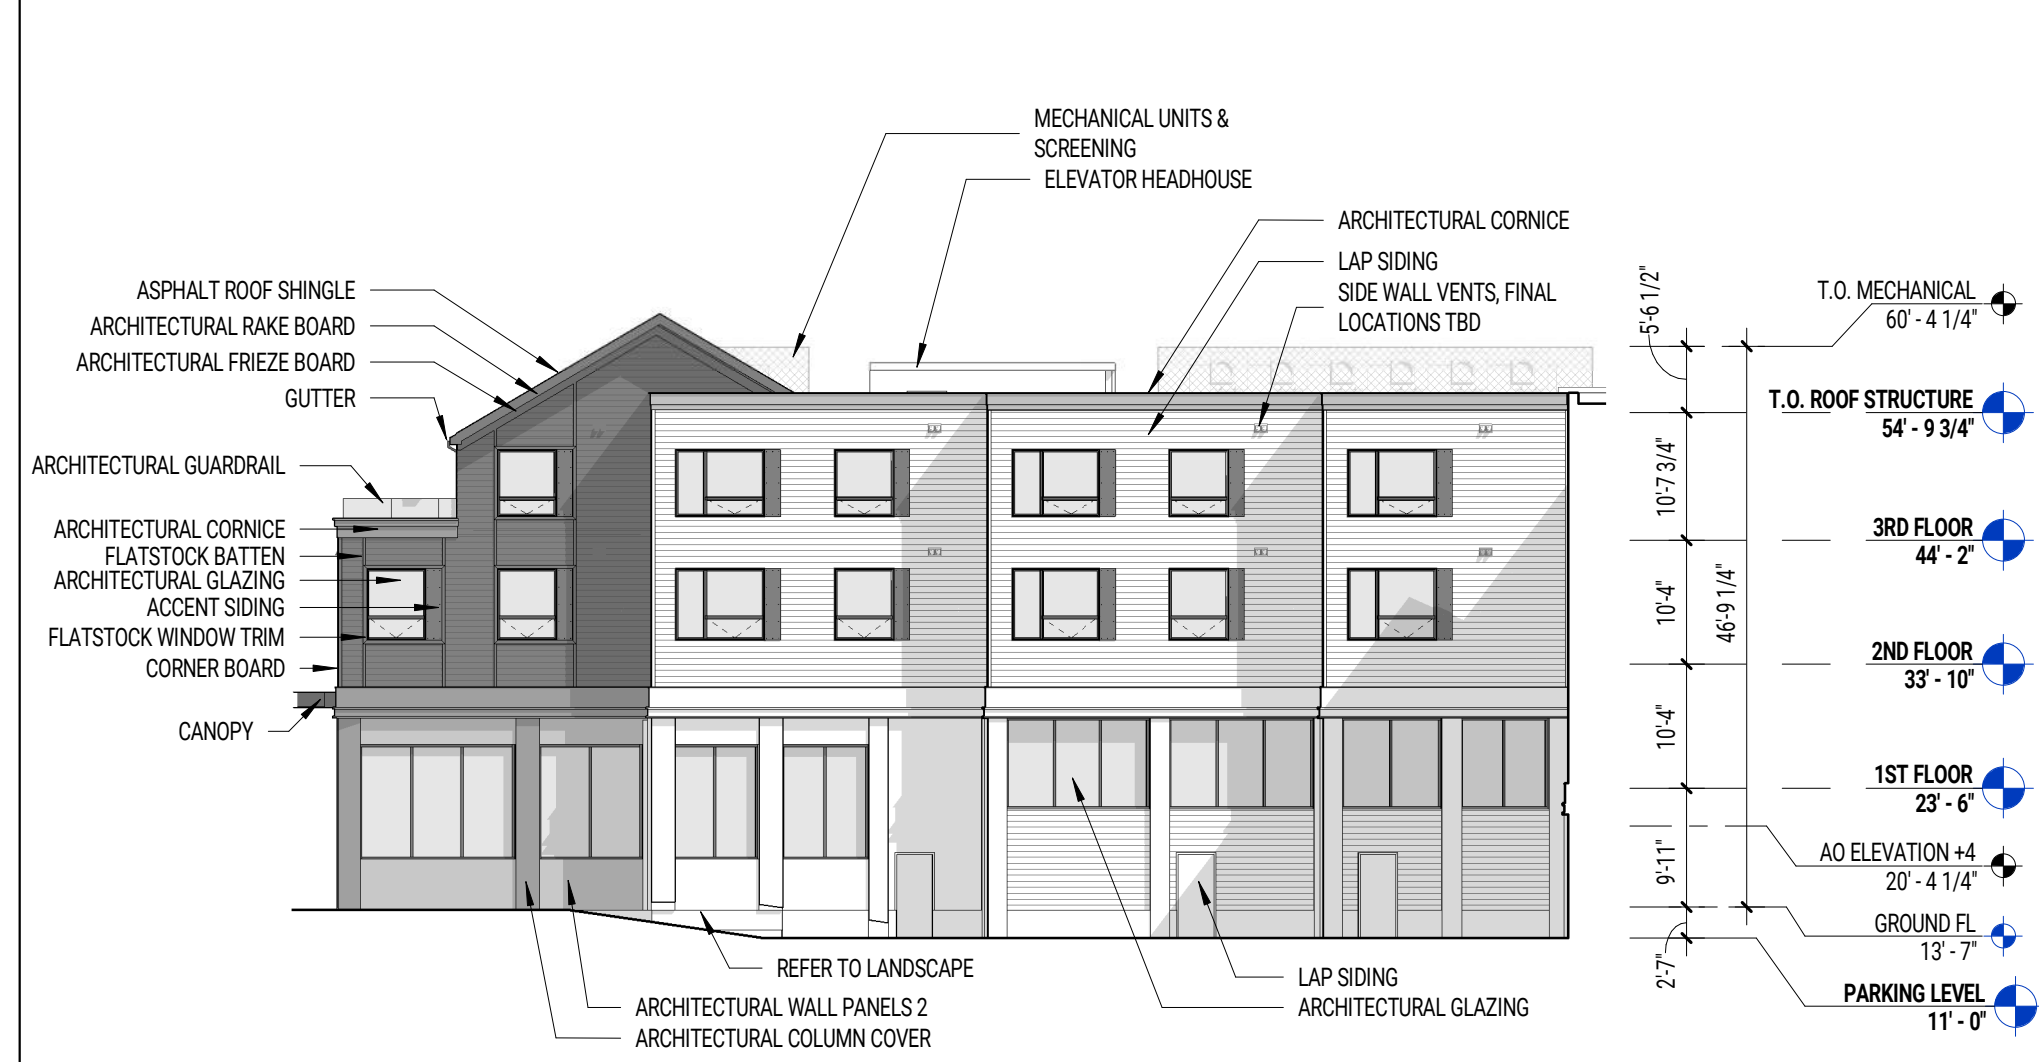 MECHANICAL UNITS &
SCREENING
ELEVATOR HEADHOUSE
ARCHITECTURAL CORNICE
LAP SIDING
SIDE WALL VENTS, FINAL
LOCATIONS TBD
ASPHALT ROOF SHINGLE
ARCHITECTURAL RAKE BOARD
ARCHITECTURAL FRIEZE BOARD
GUTTER
ARCHITECTURAL GUARDRAIL
ARCHITECTURAL CORNICE
FLATSTOCK BATTEN
ARCHITECTURAL GLAZING
ACCENT SIDING
FLATSTOCK WINDOW TRIM
CORNER BOARD
CANOPY
REFER TO LANDSCAPE
ARCHITECTURAL WALL PANELS 2
ARCHITECTURAL COLUMN COVER
LAP SIDING
ARCHITECTURAL GLAZING
5'-6 1/2"
10'-7 3/4"
10'-4"
46'-9 1/4"
10'-4"
9'-11"
2'-7"
T.O. MECHANICAL
60' - 4 1/4"
T.O. ROOF STRUCTURE
54' - 9 3/4"
3RD FLOOR
44' - 2"
2ND FLOOR
33' - 10"
1ST FLOOR
23' - 6"
AO ELEVATION +4
20' - 4 1/4"
GROUND FL
13' - 7"
PARKING LEVEL
11' - 0"